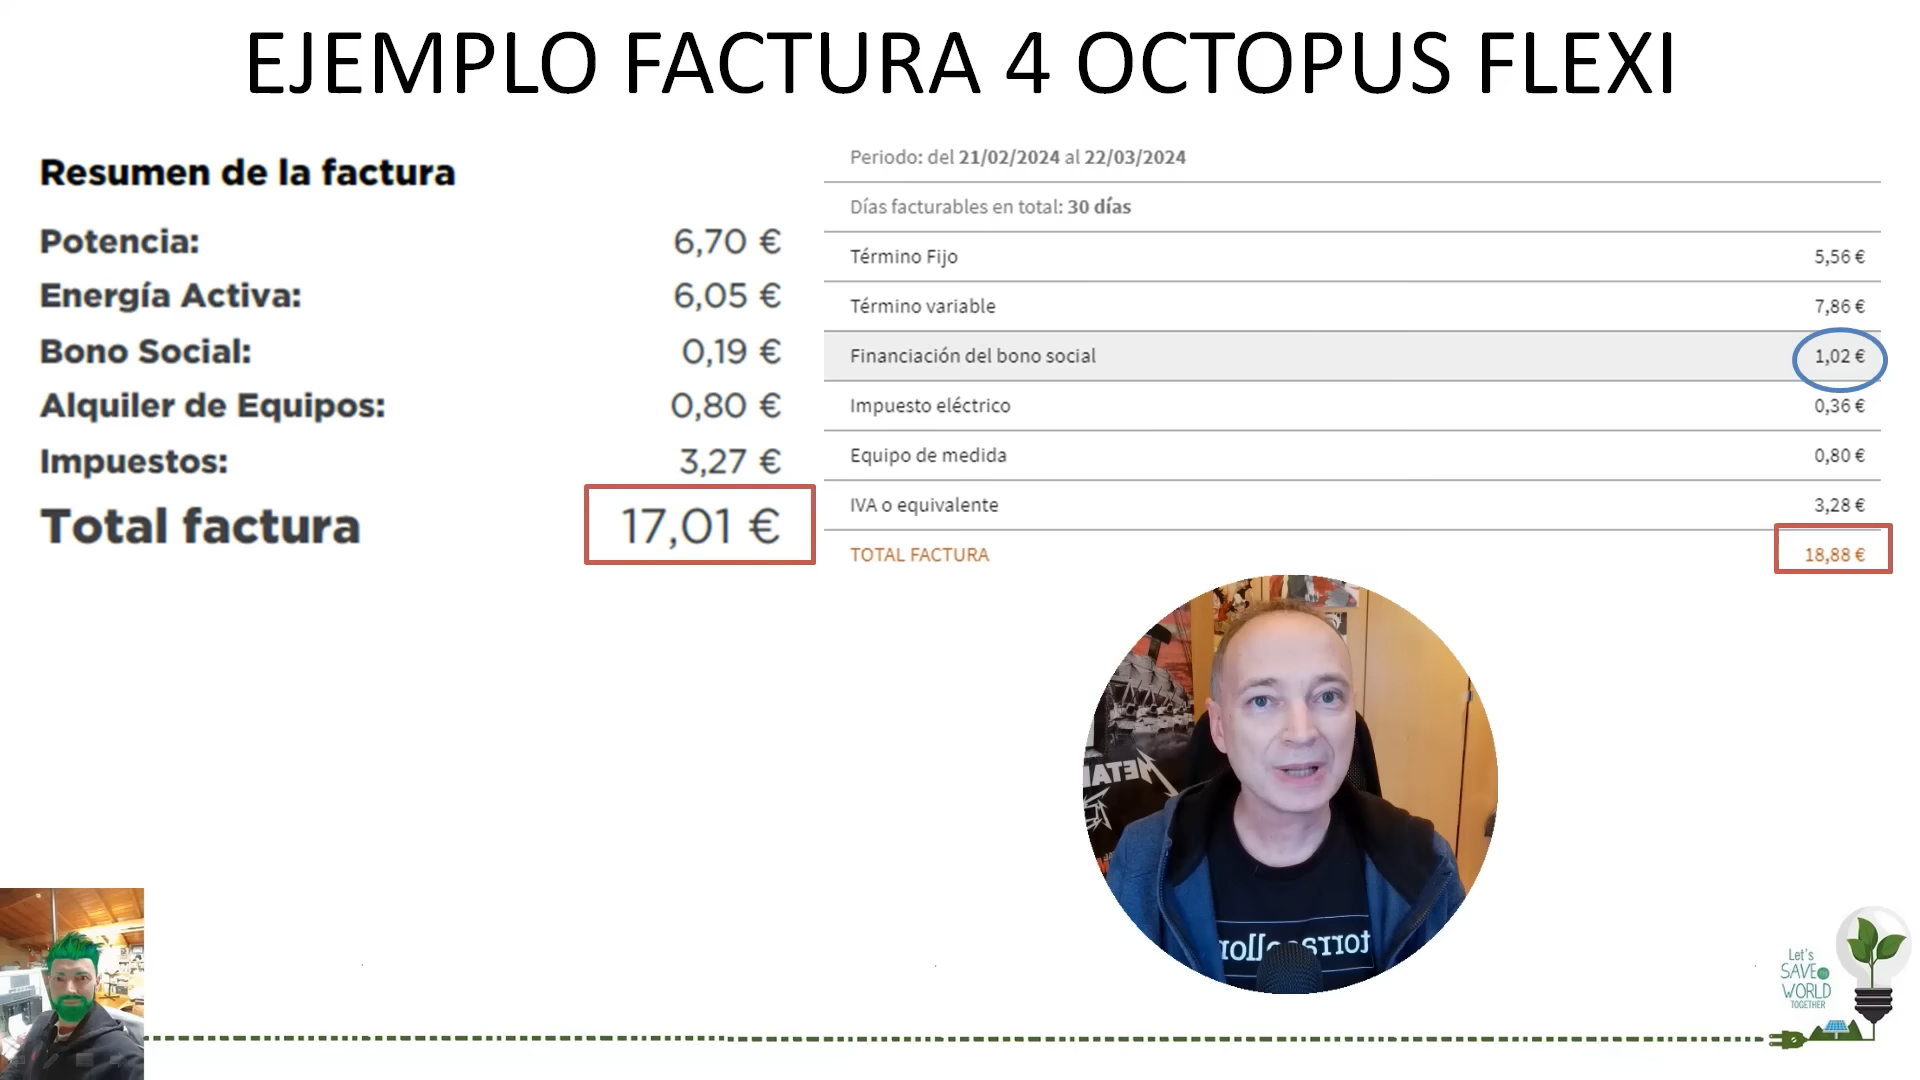 EJEMPLO FACTURA 4 OCTOPUS FLEXI
Resumen de la factura
Potencia: 6,70 €
Energía Activa: 6,05 €
Bono Social: 0,19 €
Alquiler de Equipos: 0,80 €
Impuestos: 3,27 €
Total factura 17,01 €
Periodo: del 21/02/2024 al 22/03/2024
Días facturables en total: 30 días
Término Fijo 5,56 €
Término variable 7,86 €
Financiación del bono social 1,02 €
Impuesto eléctrico 0,36 €
Equipo de medida 0,80 €
IVA o equivalente 3,28 €
TOTAL FACTURA 18,88 €
Let's
SAVE
WORLD
TOGETHER